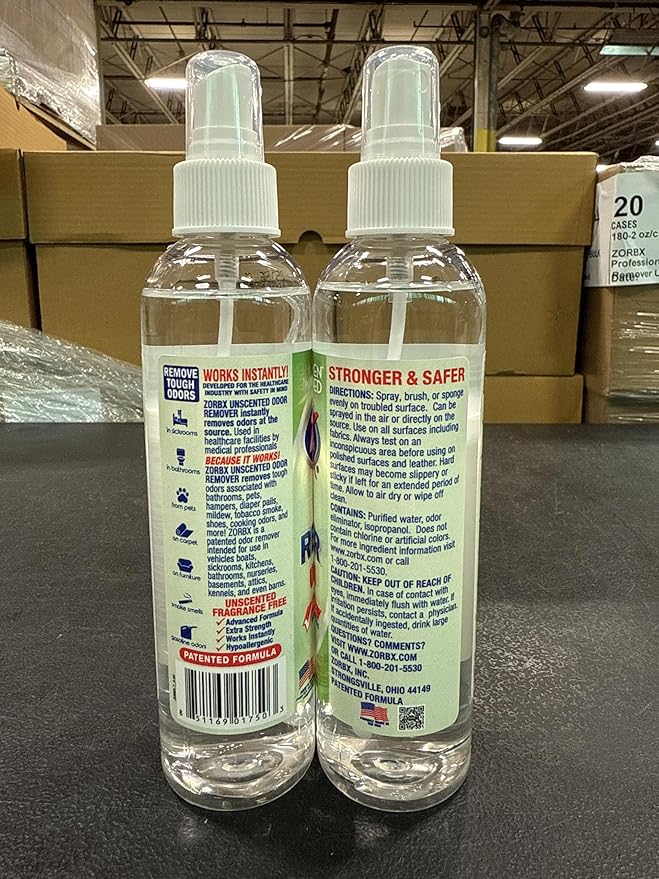 20
CASES
180-2 oz/c
ZORBX
Profession
Remover U
Date:
REMOVE
TOUGH
ODORS
in sickrooms
in bathrooms
from pets
on carpet
on furniture
smoke smells
gasoline odors
WORKS INSTANTLY!
DEVELOPED FOR THE HEALTHCARE
INDUSTRY WITH SAFETY IN MIND
ZORBX UNSCENTED ODOR
REMOVER instantly
removes odors at the
source. Used in
healthcare facilities by
medical professionals
BECAUSE IT WORKS!
ZORBX UNSCENTED ODOR
REMOVER removes tough
odors associated with
bathrooms, pets,
hampers, diaper pails,
mildew, tobacco smoke,
shoes, cooking odors, and
more! ZORBX is a
patented odor remover
intended for use in
vehicles boats,
sickrooms, kitchens,
bathrooms, nurseries,
basements, attics,
kennels, and even barns.
UNSCENTED
FRAGRANCE FREE
✓ Advanced Formula
✓ Extra Strength
✓ Works Instantly
✓ Hypoallergenic
PATENTED FORMULA
8 51169 01750 3
STRONGER & SAFER
DIRECTIONS: Spray, brush, or sponge
evenly on troubled surface. Can be
sprayed in the air or directly on the
source. Use on all surfaces including
fabrics. Always test on an
inconspicuous area before using on
polished surfaces and leather. Hard
surfaces may become slippery or
sticky if left for an extended period of
time. Allow to air dry or wipe off
clean.
CONTAINS: Purified water, odor
eliminator, isopropanol. Does not
contain chlorine or artificial colors.
For more ingredient information visit
www.zorbx.com or call
1-800-201-5530.
CAUTION: KEEP OUT OF REACH OF
CHILDREN. In case of contact with
eyes, immediately flush with water. If
irritation persists, contact a physician.
If accidentally ingested, drink large
quantities of water.
QUESTIONS? COMMENTS?
VISIT WWW.ZORBX.COM
OR CALL 1-800-201-5530
ZORBX, INC.
STRONGSVILLE, OHIO 44149
PATENTED FORMULA